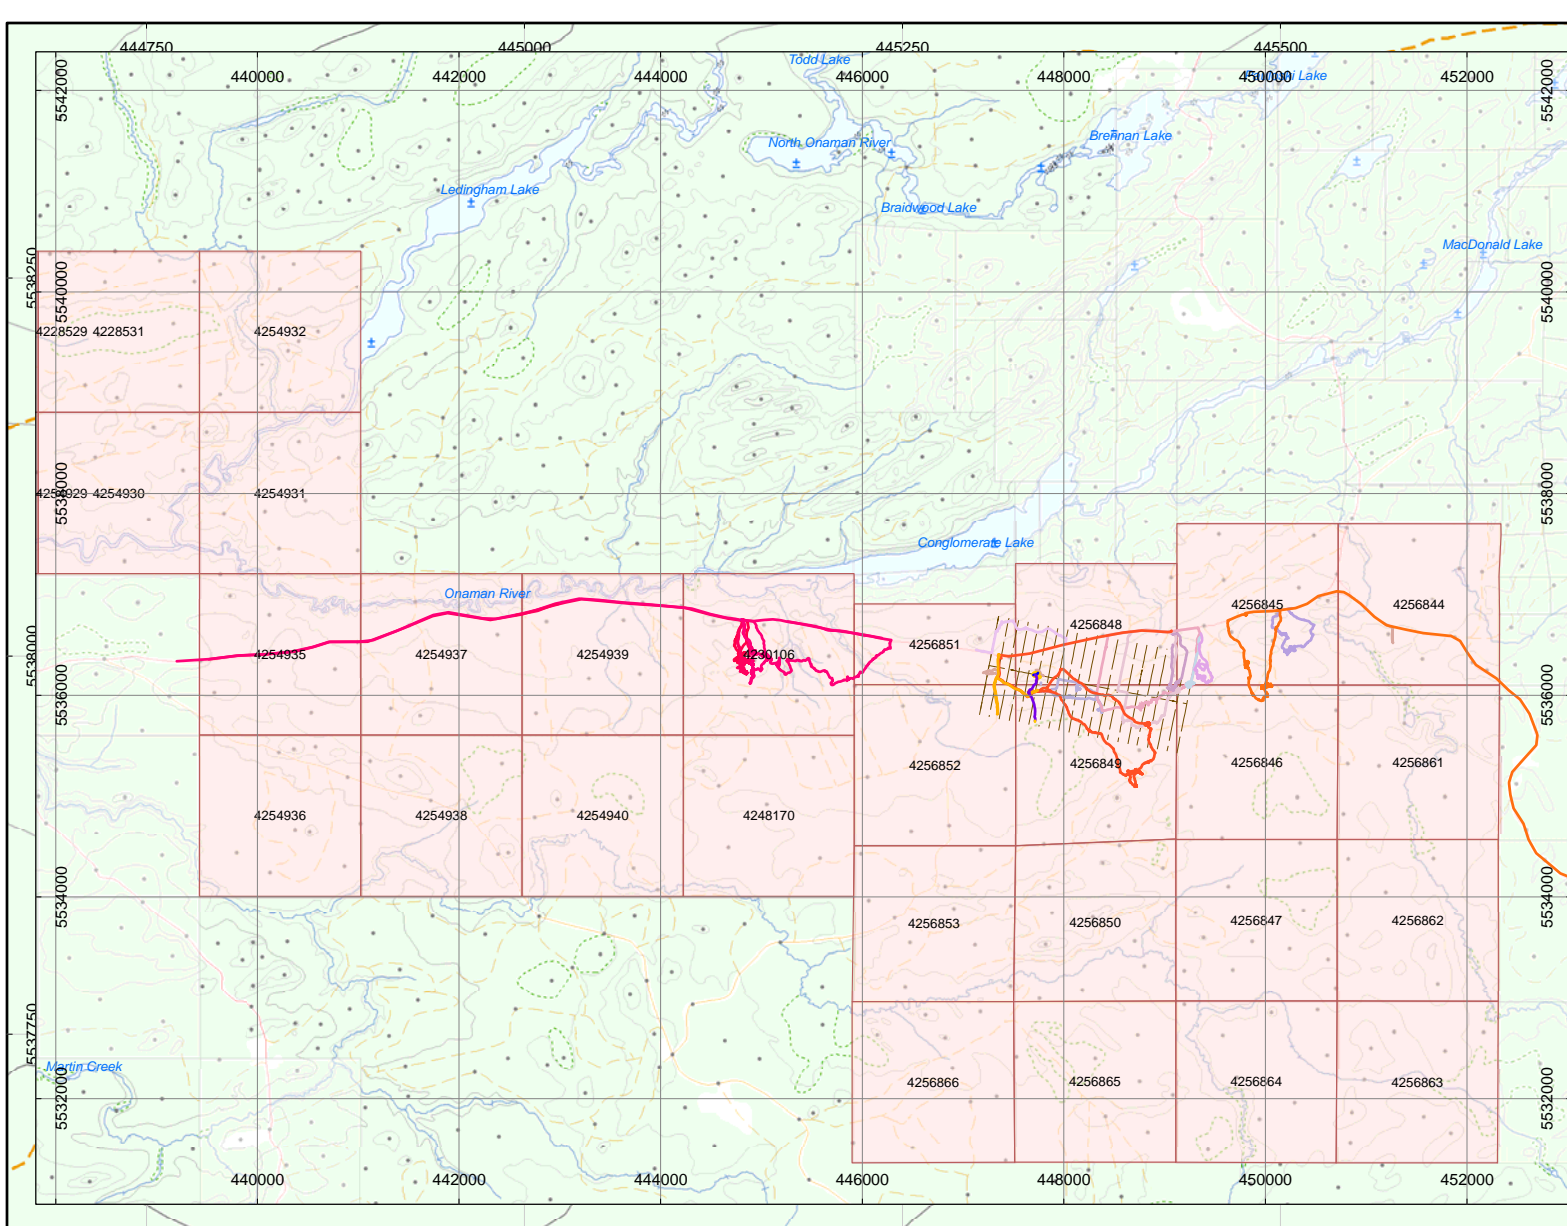 444750 445000 445250 445500
440000 442000 444000 446000 448000 450000 452000
Todd Lake
5542000
5542000
North Onaman River
Brennan Lake
Ledingham Lake
Braidwood Lake
MacDonald Lake
5538250
5540000
5540000
4228529 4228531 4254932
4254930 4254931
5538000
5538000
Conglomerate Lake
Onaman River
4256845 4256844
4256848
4256851
5538000
4254935 4254937 4254939 4230106
5536000
5536000
4256852 4256849 4256846 4256861
4254936 4254938 4254940 4248170
5534000
5534000
4256853 4256850 4256847 4256862
5537750
Martin Creek
5532000
5532000
4256866 4256865 4256864 4256863
440000 442000 444000 446000 448000 450000 452000